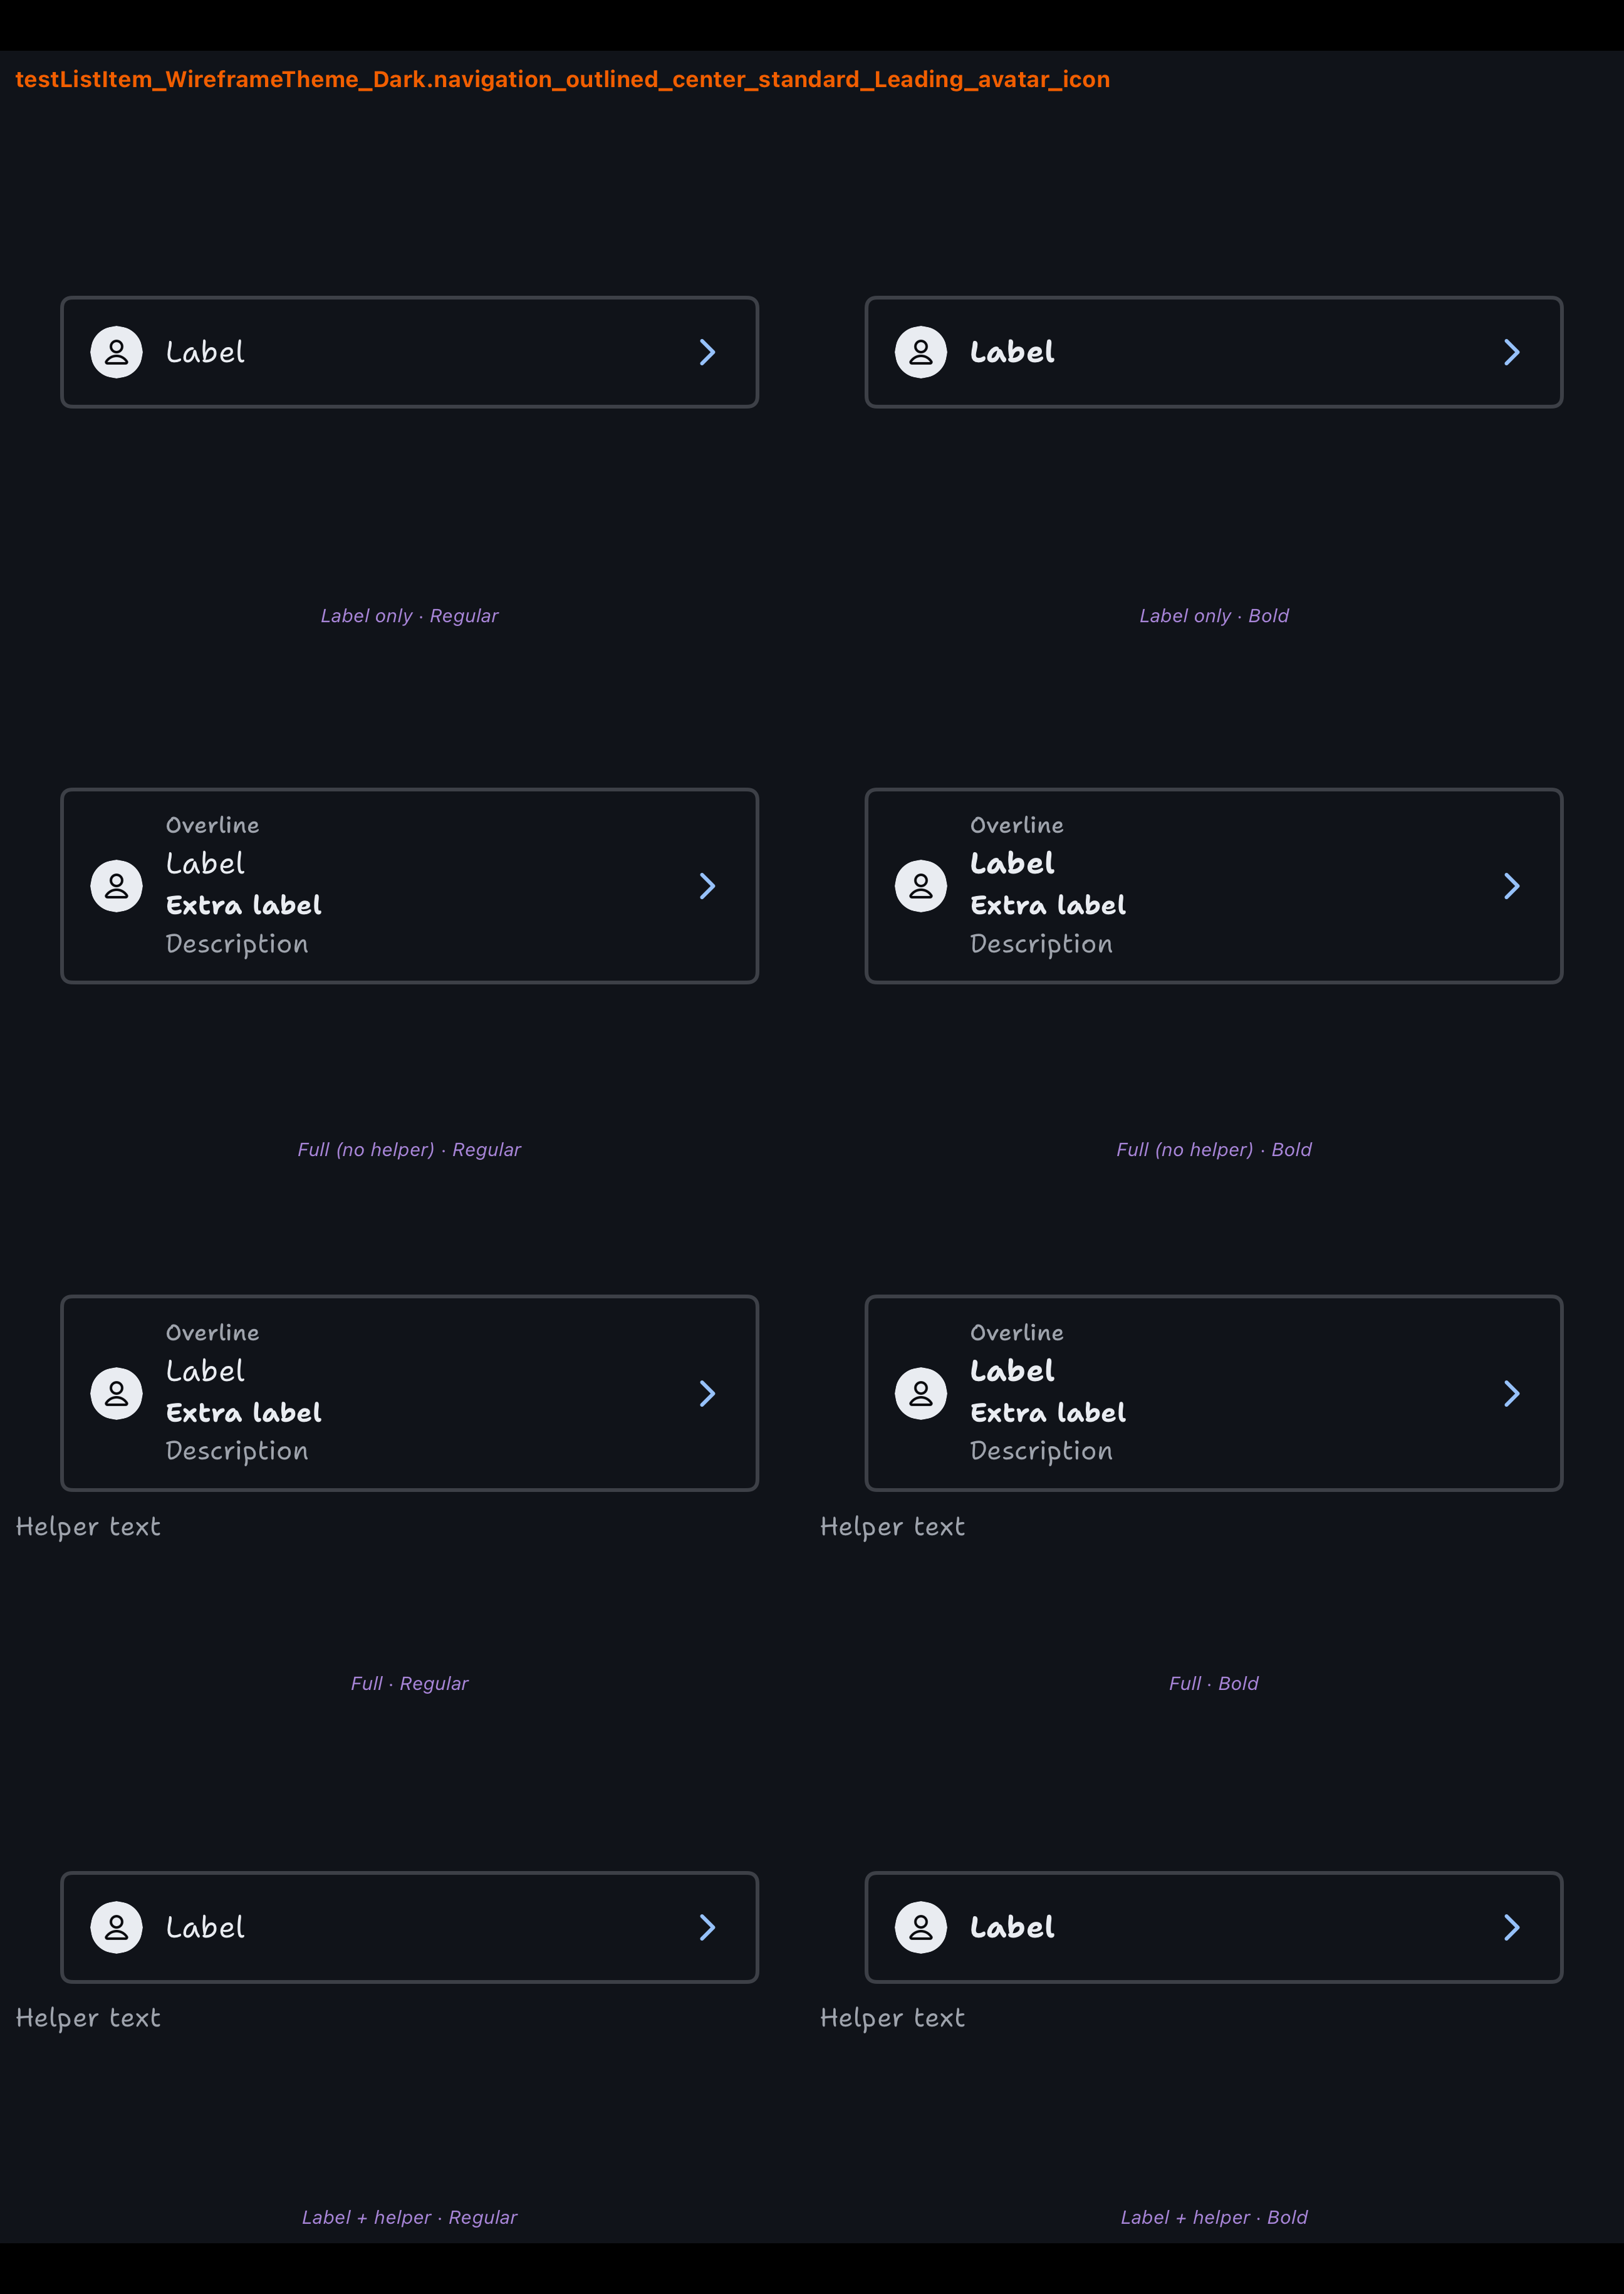 testListItem_WireframeTheme_Dark.navigation_outlined_center_standard_Leading_avatar_icon
Label
Label
Label only · Regular
Label only · Bold
Overline
Label
Extra label
Description
Overline
Label
Extra label
Description
Full (no helper) · Regular
Full (no helper) · Bold
Overline
Label
Extra label
Description
Helper text
Overline
Label
Extra label
Description
Helper text
Full · Regular
Full · Bold
Label
Helper text
Label
Helper text
Label + helper · Regular
Label + helper · Bold